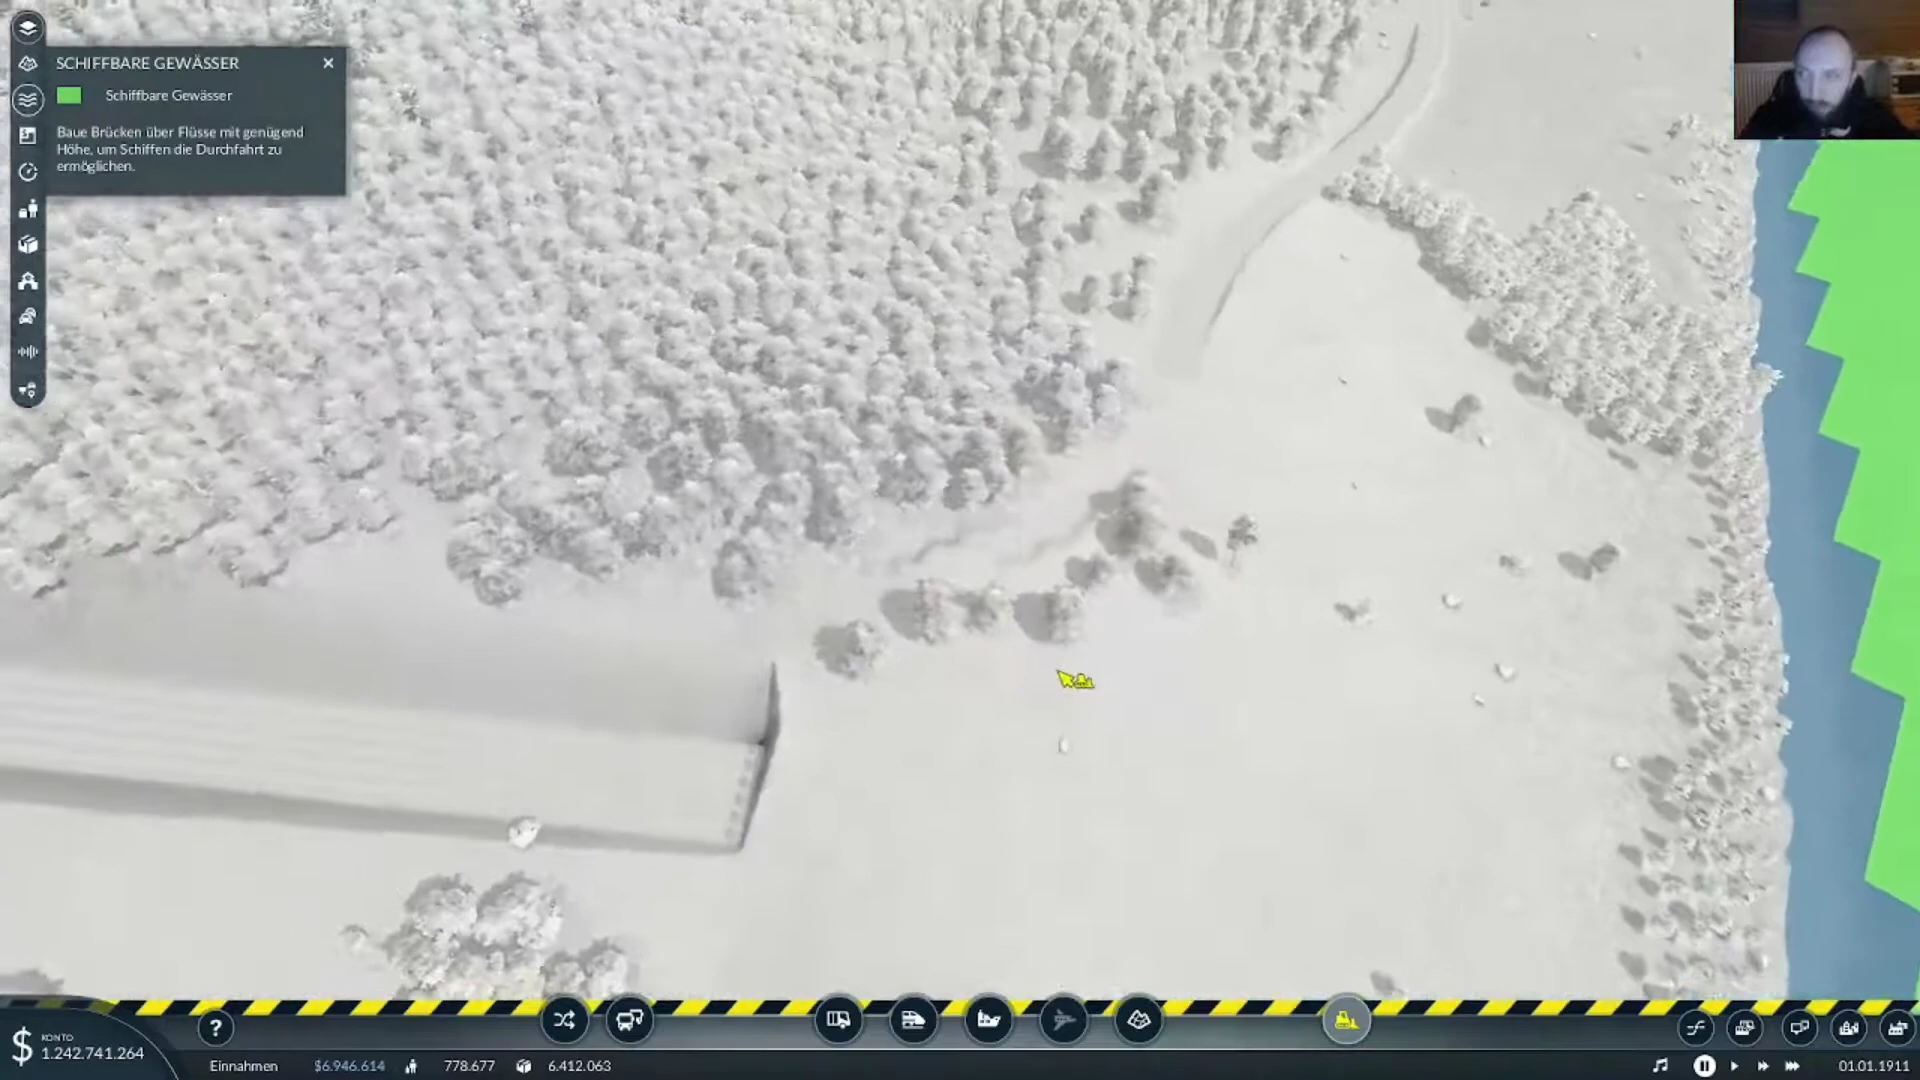 SCHIFFBARE GEWÄSSER
Schiffbare Gewässer
Baue Brücken über Flüsse mit genügend
Höhe, um Schiffen die Durchfahrt zu
ermöglichen.
?
$ KONTO
1.242.741.264
Einnahmen $6.946.614 778.677 6.412.063
01.01.1911